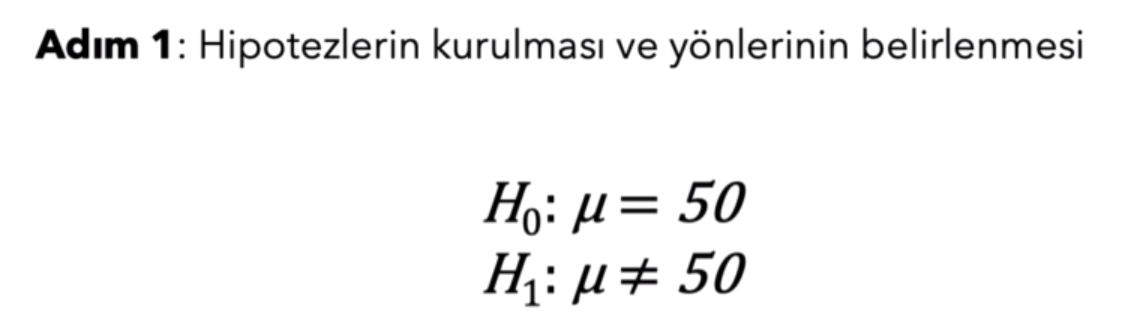 Adım 1: Hipotezlerin kurulması ve yönlerinin belirlenmesi
H₀: μ = 50
H₁: μ ≠ 50